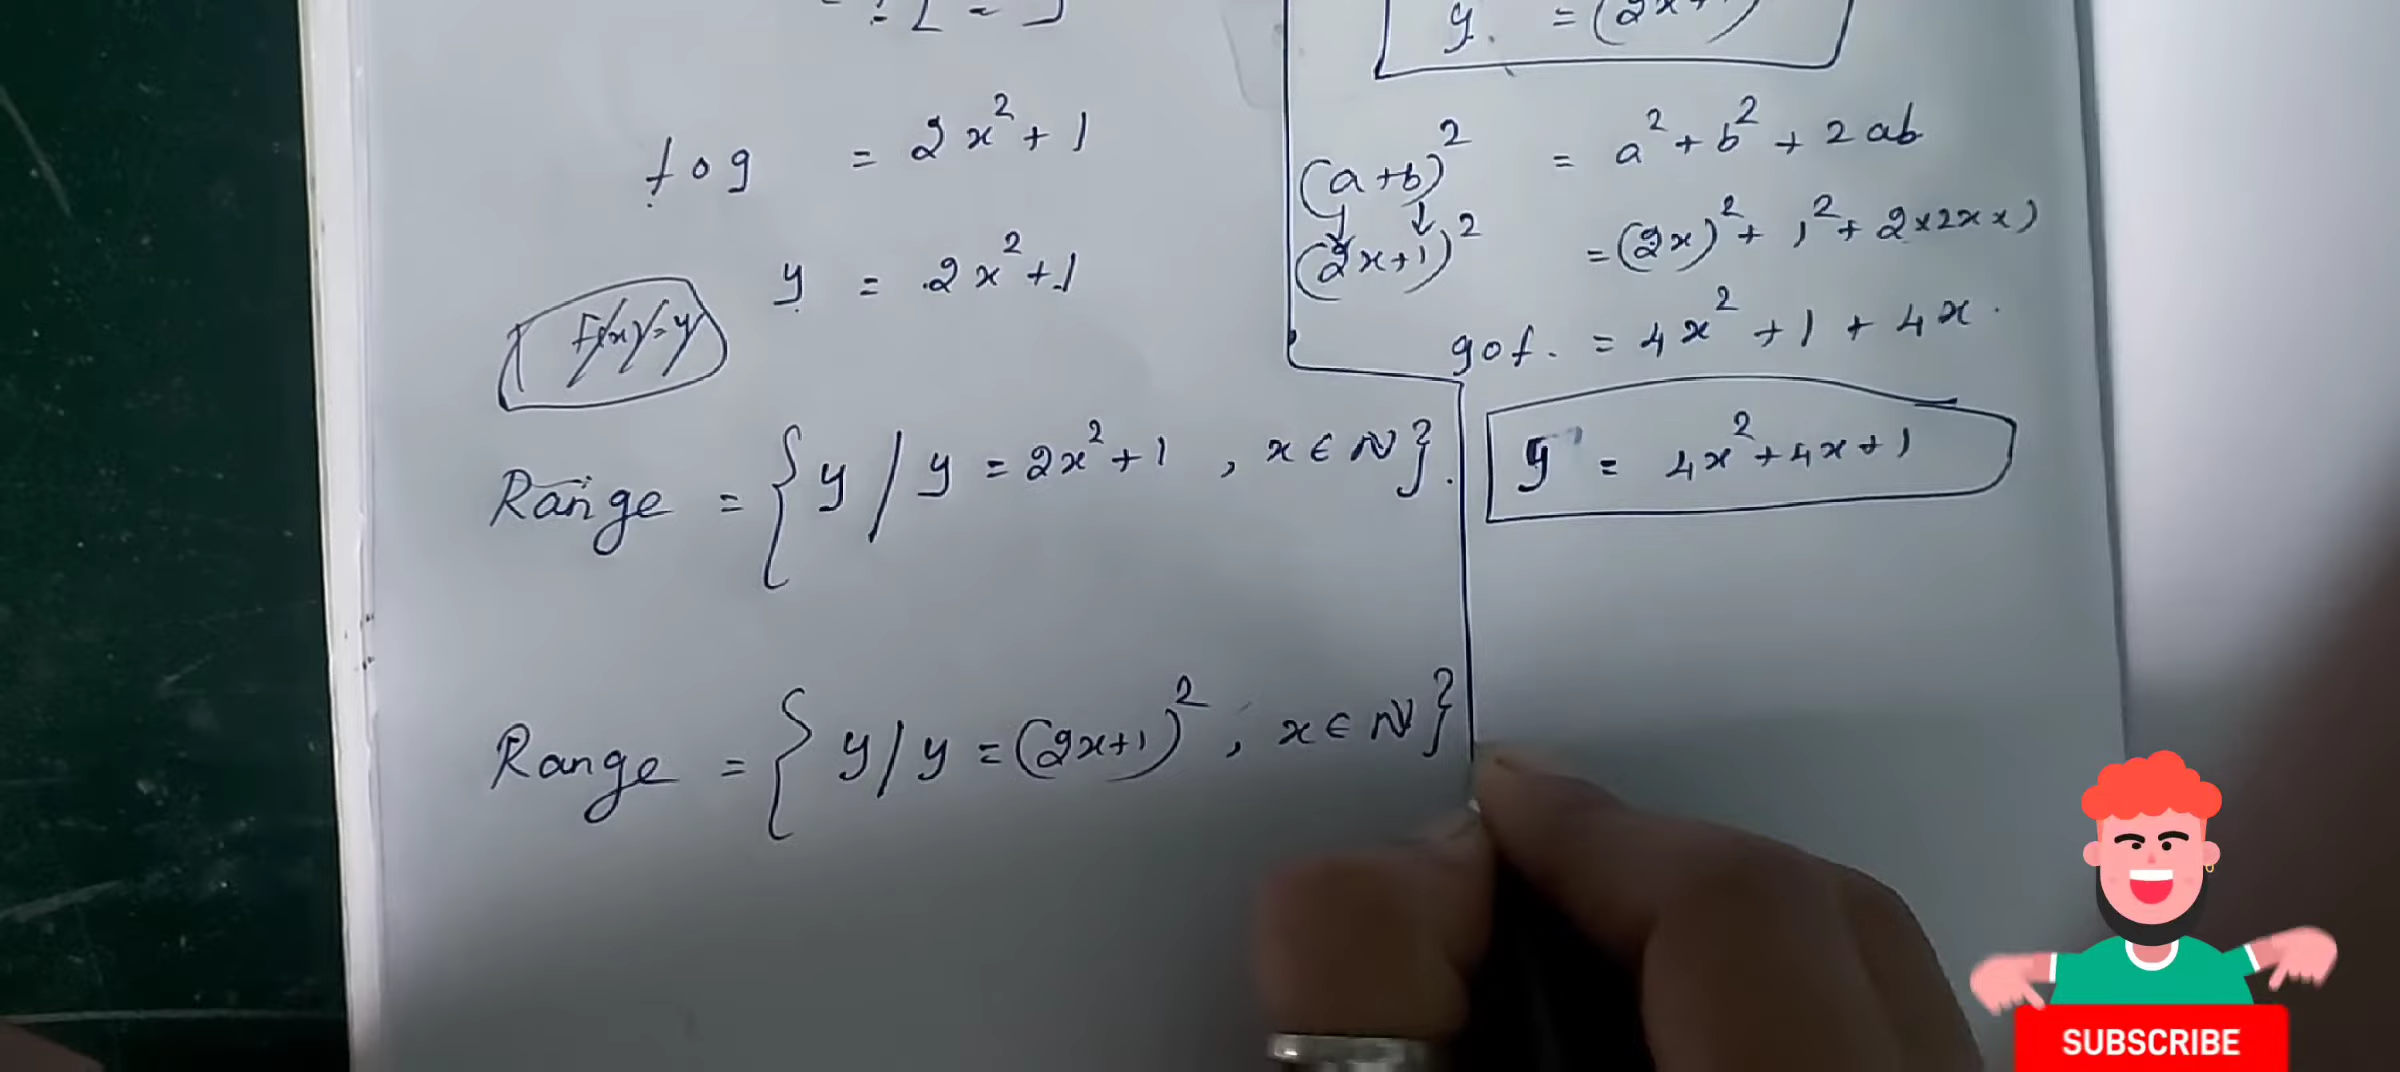 fog = 2x² + 1
y = 2x² + 1
F(x) = y
Range = { y / y = 2x² + 1 , x ∈ N }.
Range = { y / y = (2x+1)² , x ∈ N }
y = (2x+
(a+b)² = a² + b² + 2ab
(2x+1)² = (2x)² + 1² + 2×2x×1
gof. = 4x² + 1 + 4x.
y = 4x² + 4x + 1
SUBSCRIBE